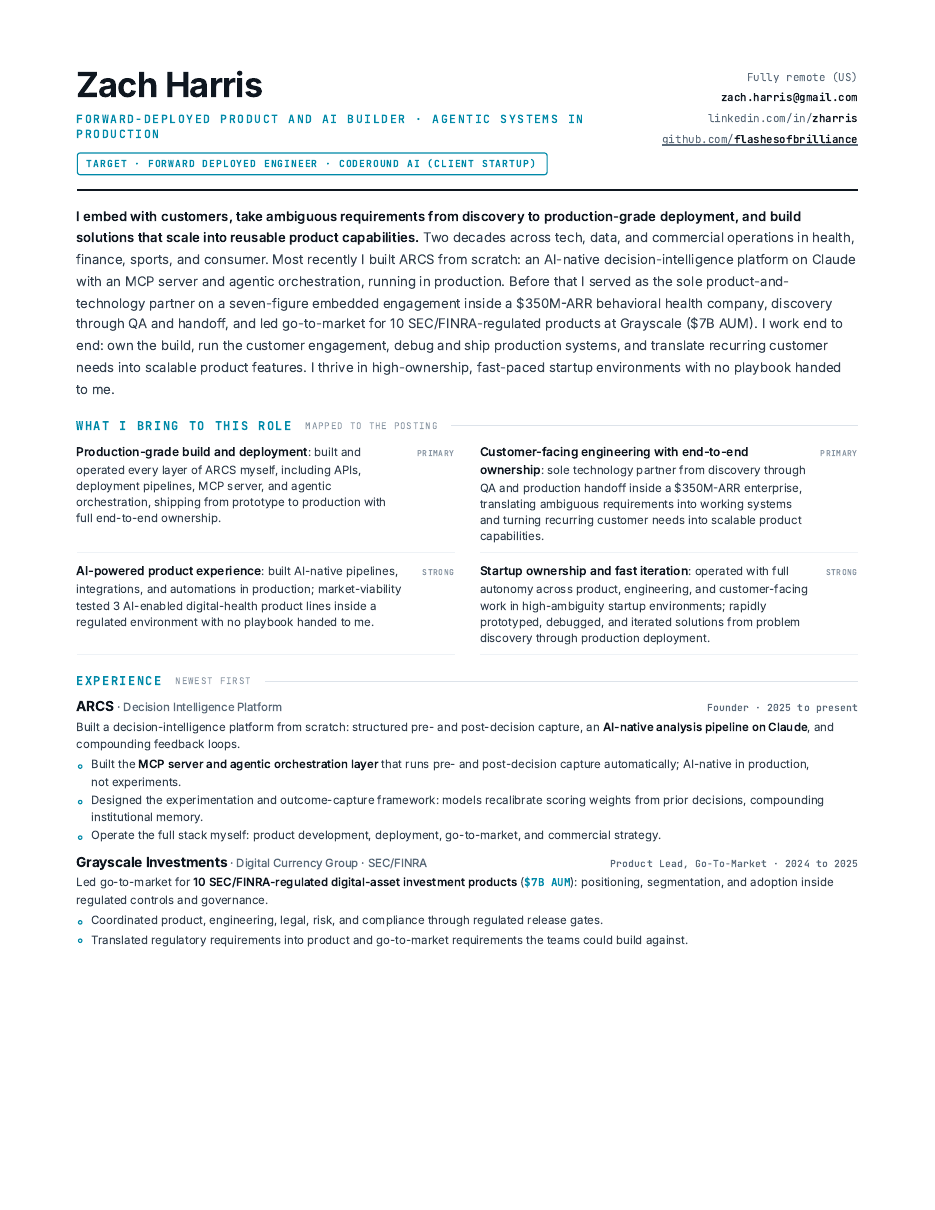 Zach Harris
FORWARD-DEPLOYED PRODUCT AND AI BUILDER · AGENTIC SYSTEMS IN
PRODUCTION
TARGET · FORWARD DEPLOYED ENGINEER · CODEROUND AI (CLIENT STARTUP)
Fully remote (US)
zach.harris@gmail.com
linkedin.com/in/zharris
github.com/flashesofbrilliance
I embed with customers, take ambiguous requirements from discovery to production-grade deployment, and build
solutions that scale into reusable product capabilities. Two decades across tech, data, and commercial operations in health,
finance, sports, and consumer. Most recently I built ARCS from scratch: an AI-native decision-intelligence platform on Claude
with an MCP server and agentic orchestration, running in production. Before that I served as the sole product-and-
technology partner on a seven-figure embedded engagement inside a $350M-ARR behavioral health company, discovery
through QA and handoff, and led go-to-market for 10 SEC/FINRA-regulated products at Grayscale ($7B AUM). I work end to
end: own the build, run the customer engagement, debug and ship production systems, and translate recurring customer
needs into scalable product features. I thrive in high-ownership, fast-paced startup environments with no playbook handed
to me.
WHAT I BRING TO THIS ROLE MAPPED TO THE POSTING
Production-grade build and deployment: built and PRIMARY
operated every layer of ARCS myself, including APIs,
deployment pipelines, MCP server, and agentic
orchestration, shipping from prototype to production with
full end-to-end ownership.
Customer-facing engineering with end-to-end PRIMARY
ownership: sole technology partner from discovery through
QA and production handoff inside a $350M-ARR enterprise,
translating ambiguous requirements into working systems
and turning recurring customer needs into scalable product
capabilities.
AI-powered product experience: built AI-native pipelines, STRONG
integrations, and automations in production; market-viability
tested 3 AI-enabled digital-health product lines inside a
regulated environment with no playbook handed to me.
Startup ownership and fast iteration: operated with full STRONG
autonomy across product, engineering, and customer-facing
work in high-ambiguity startup environments; rapidly
prototyped, debugged, and iterated solutions from problem
discovery through production deployment.
EXPERIENCE NEWEST FIRST
ARCS · Decision Intelligence Platform Founder · 2025 to present
Built a decision-intelligence platform from scratch: structured pre- and post-decision capture, an AI-native analysis pipeline on Claude, and
compounding feedback loops.
Built the MCP server and agentic orchestration layer that runs pre- and post-decision capture automatically; AI-native in production,
not experiments.
Designed the experimentation and outcome-capture framework: models recalibrate scoring weights from prior decisions, compounding
institutional memory.
Operate the full stack myself: product development, deployment, go-to-market, and commercial strategy.
Grayscale Investments · Digital Currency Group · SEC/FINRA Product Lead, Go-To-Market · 2024 to 2025
Led go-to-market for 10 SEC/FINRA-regulated digital-asset investment products ($7B AUM): positioning, segmentation, and adoption inside
regulated controls and governance.
Coordinated product, engineering, legal, risk, and compliance through regulated release gates.
Translated regulatory requirements into product and go-to-market requirements the teams could build against.